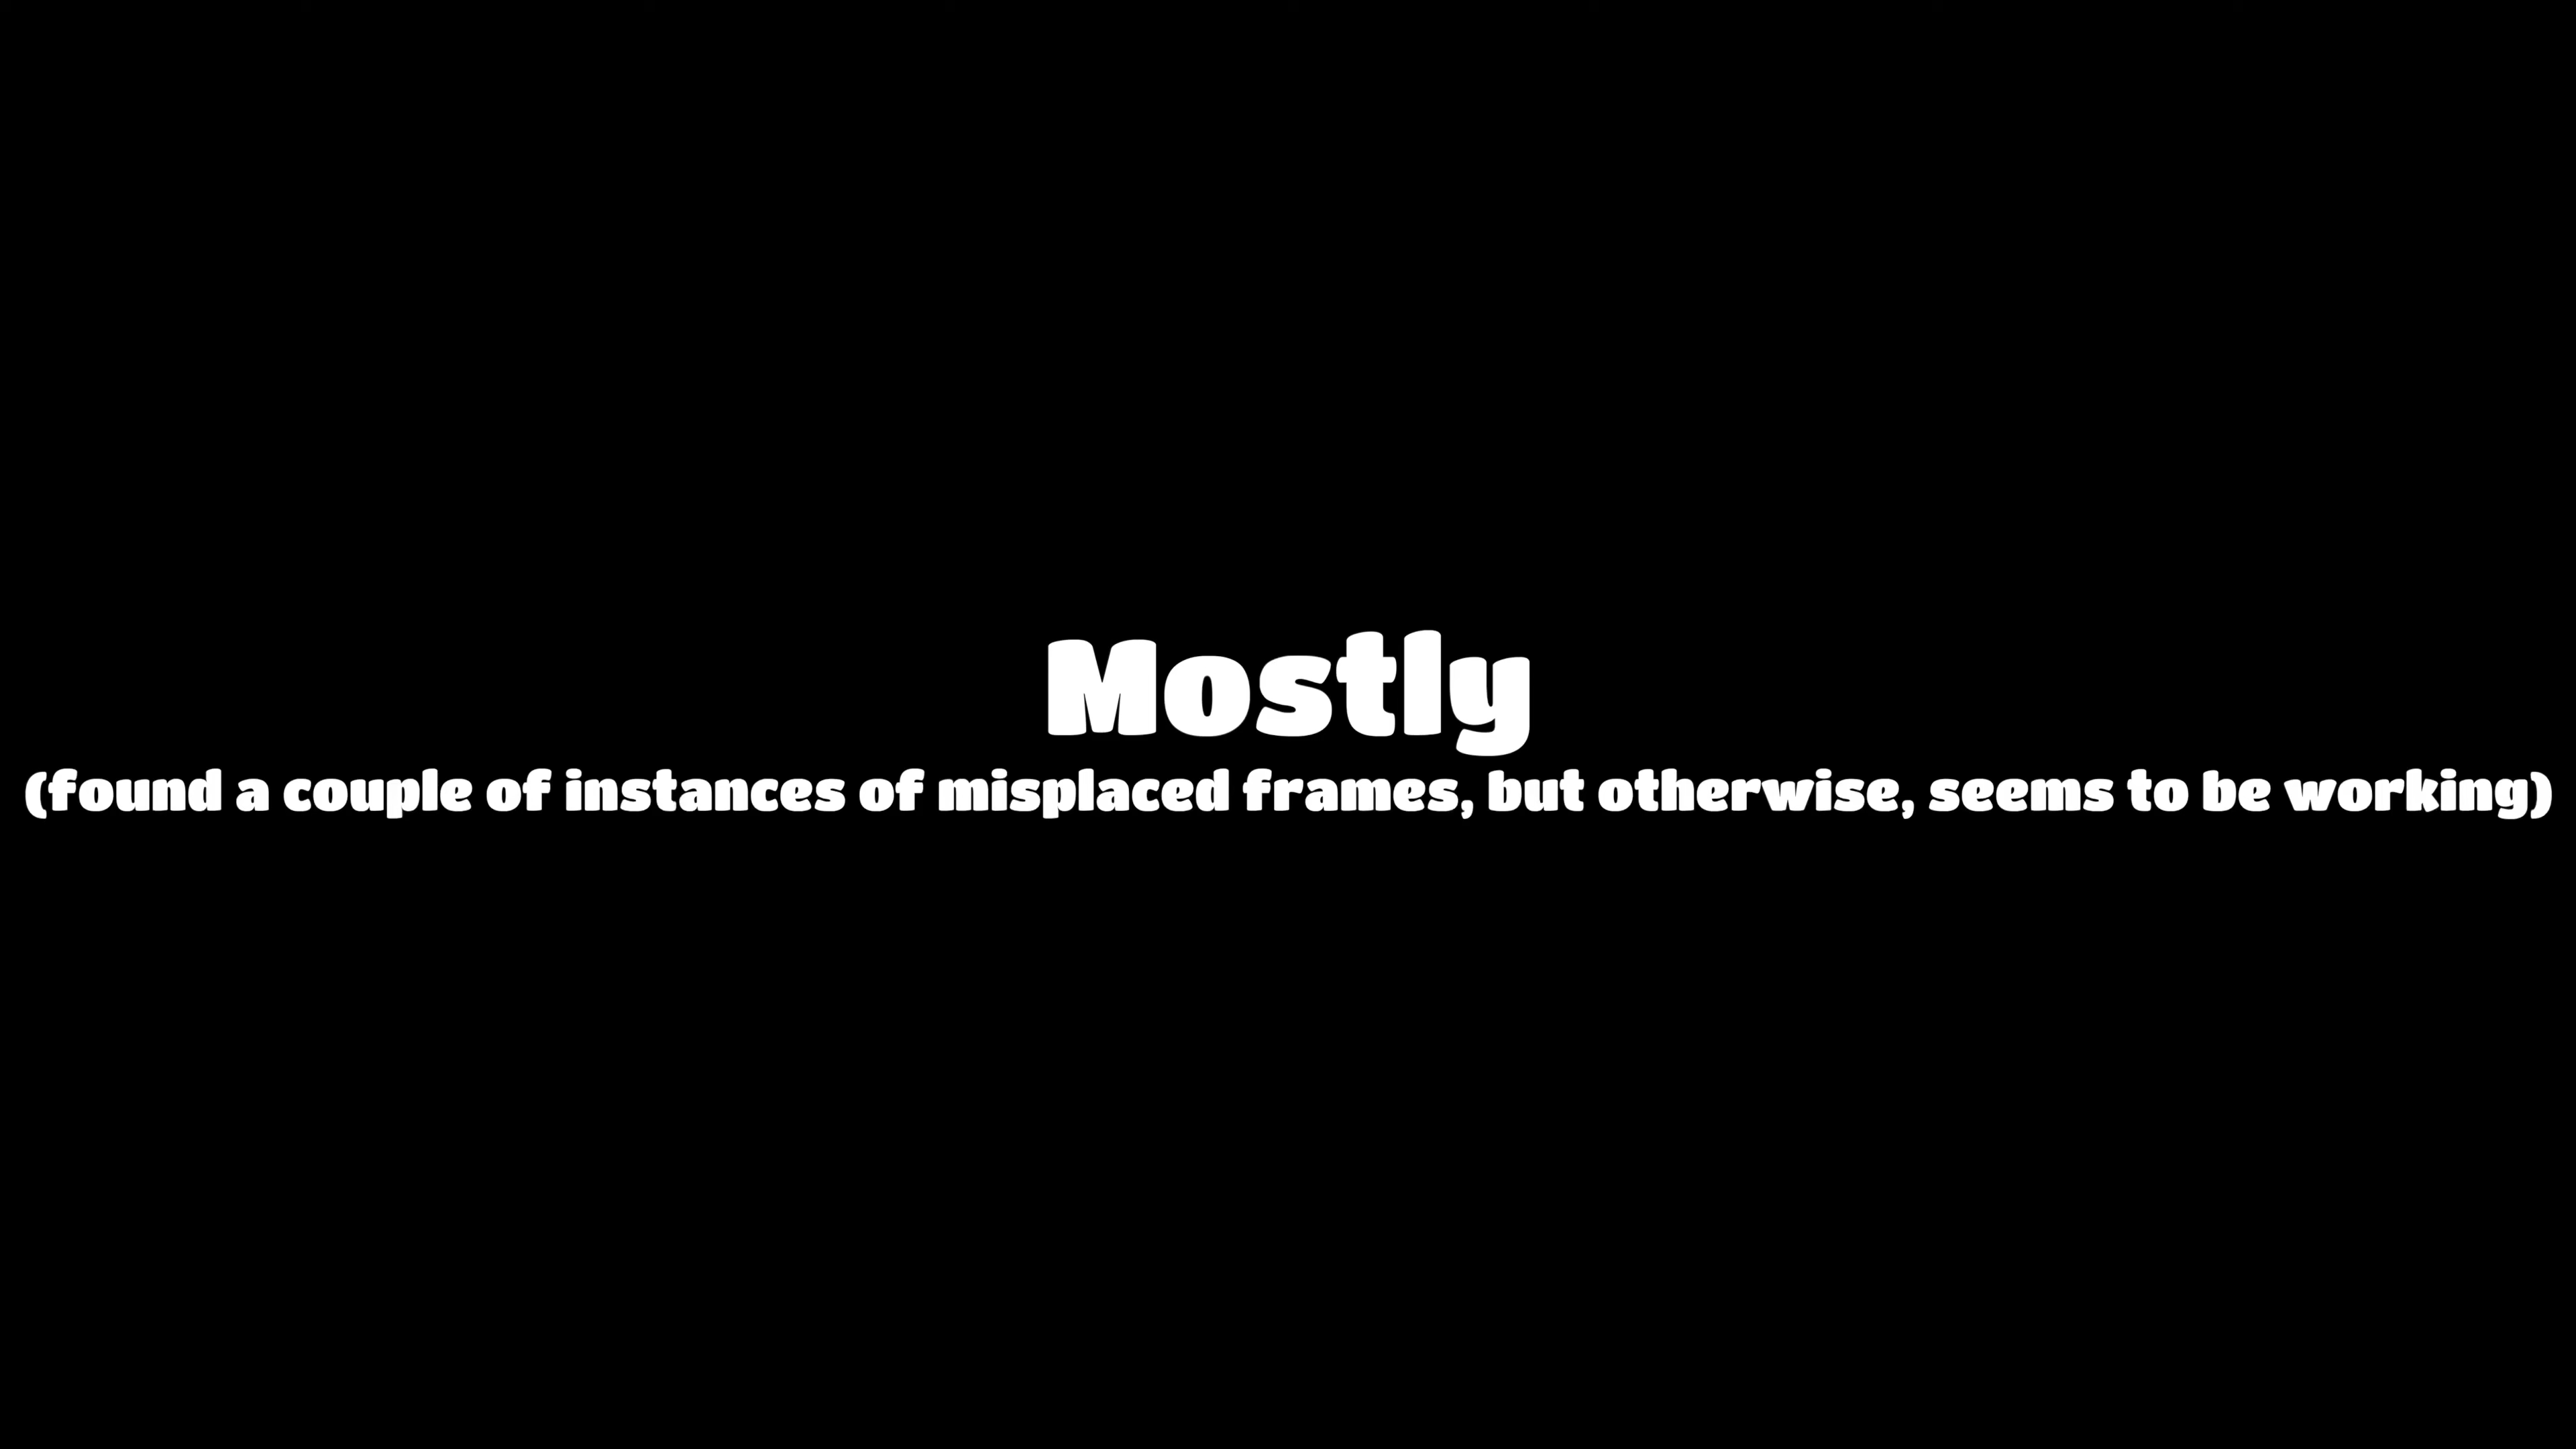 Mostly
(found a couple of instances of misplaced frames, but otherwise, seems to be working)